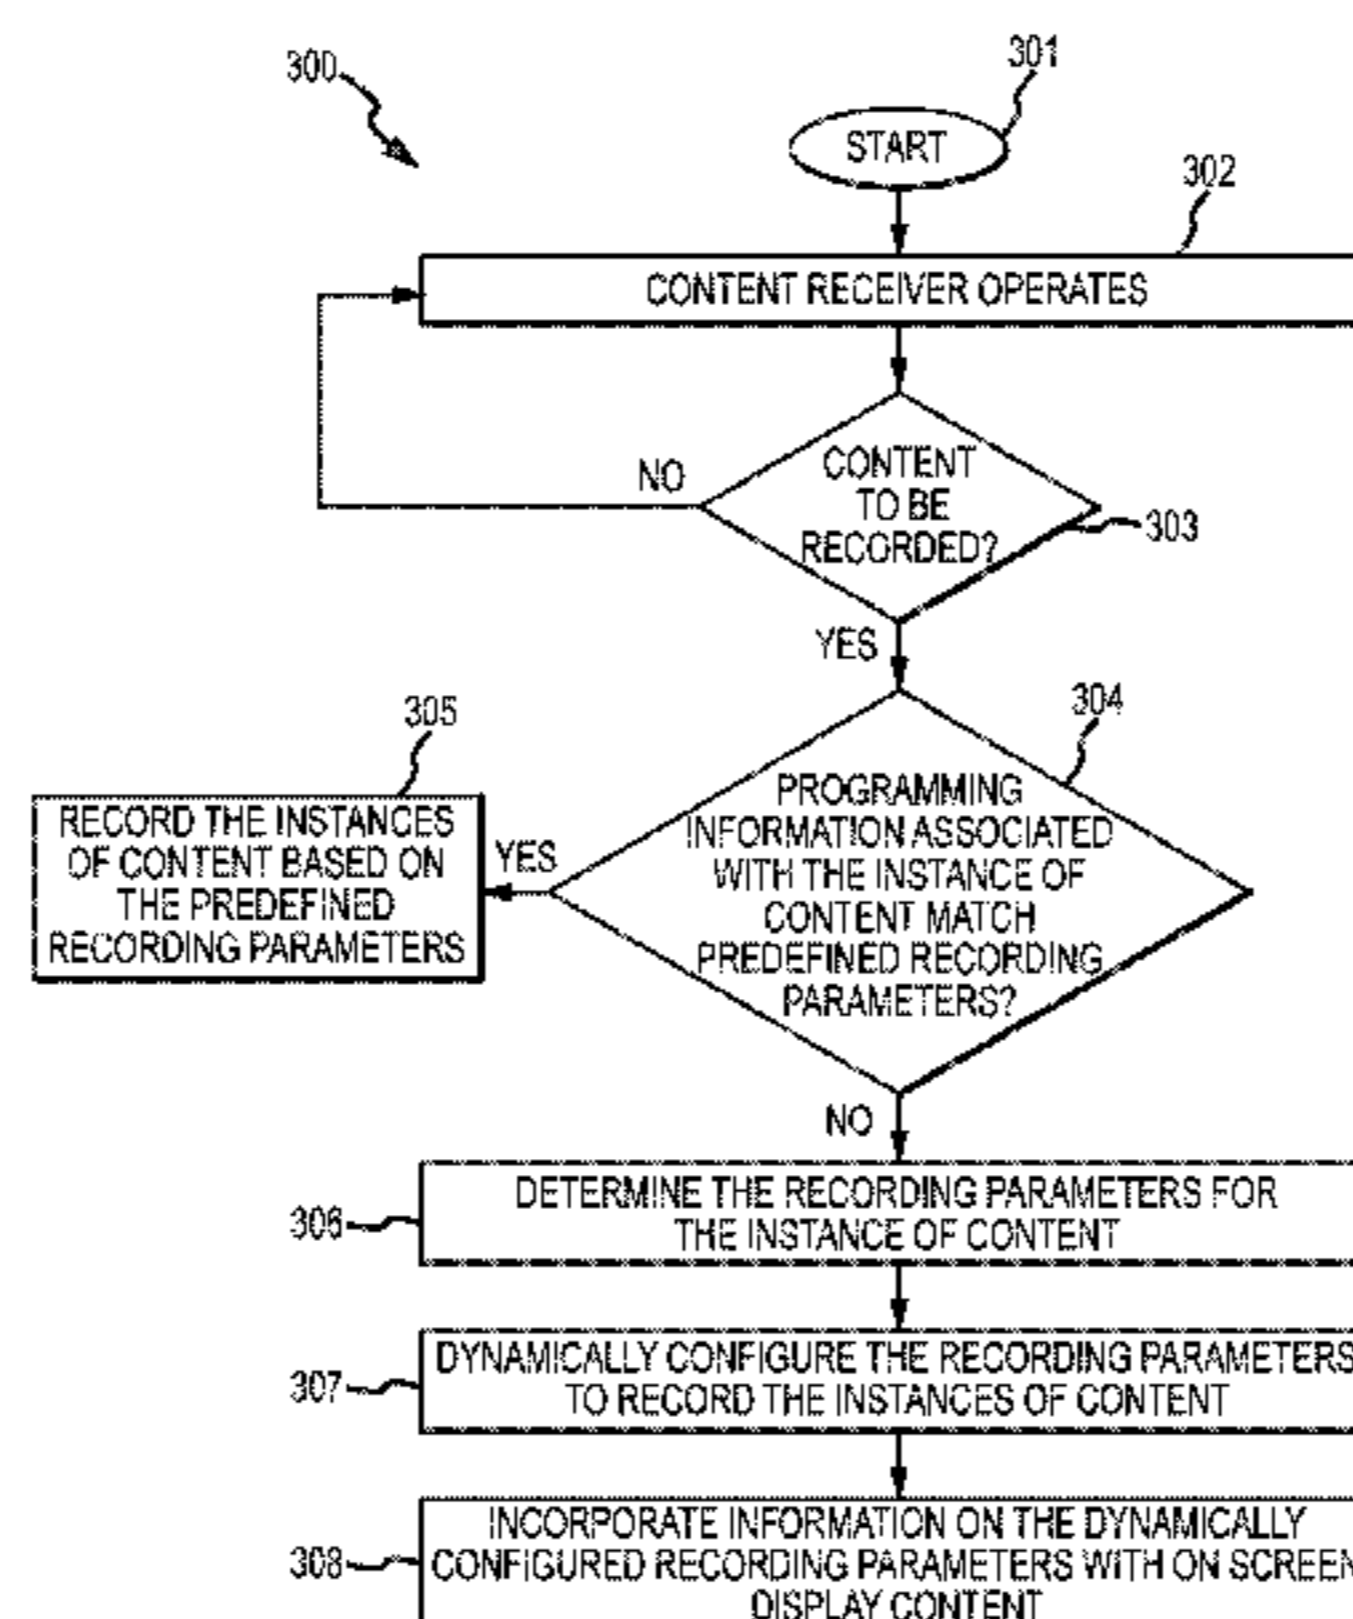 300
301
START
302
CONTENT RECEIVER OPERATES
NO
CONTENT
TO BE
RECORDED?
303
YES
304
305
RECORD THE INSTANCES
OF CONTENT BASED ON
THE PREDEFINED
RECORDING PARAMETERS
YES
PROGRAMMING
INFORMATION ASSOCIATED
WITH THE INSTANCE OF
CONTENT MATCH
PREDEFINED RECORDING
PARAMETERS?
NO
306
DETERMINE THE RECORDING PARAMETERS FOR
THE INSTANCE OF CONTENT
307
DYNAMICALLY CONFIGURE THE RECORDING PARAMETERS
TO RECORD THE INSTANCES OF CONTENT
308
INCORPORATE INFORMATION ON THE DYNAMICALLY
CONFIGURED RECORDING PARAMETERS WITH ON SCREEN
DISPLAY CONTENT